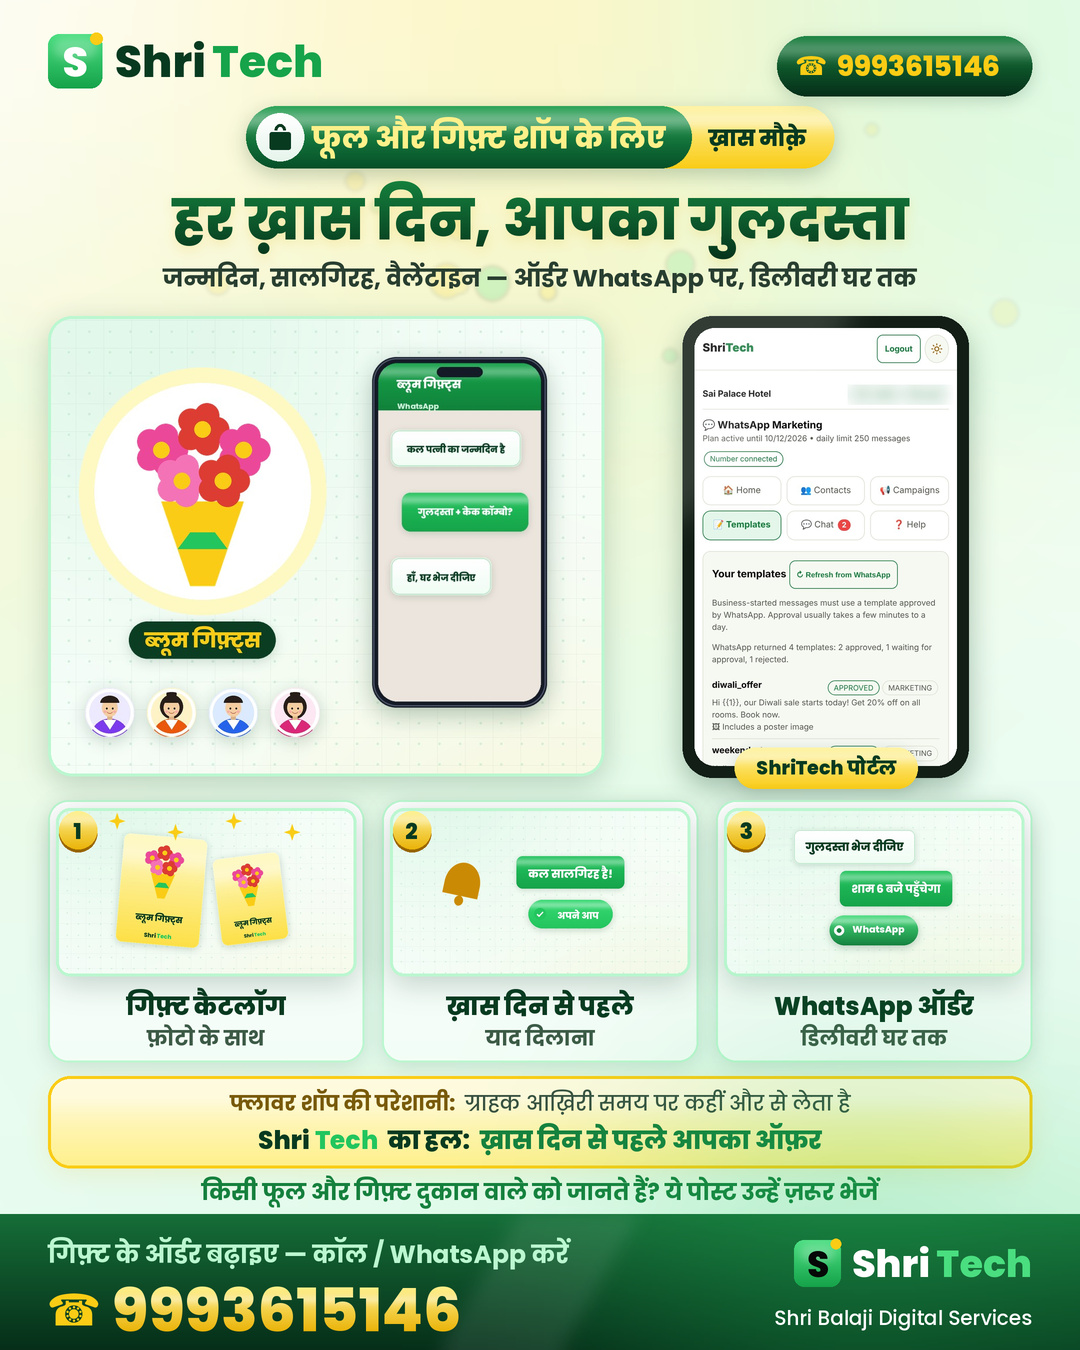 S Shri Tech
☎ 9993615146
फूल और गिफ़्ट शॉप के लिए
ख़ास मौक़े
हर ख़ास दिन, आपका गुलदस्ता
जन्मदिन, सालगिरह, वैलेंटाइन — ऑर्डर WhatsApp पर, डिलीवरी घर तक
ब्लूम गिफ़्ट्स
ब्लूम गिफ़्ट्स
WhatsApp
कल पत्नी का जन्मदिन है
गुलदस्ता + केक कॉम्बो?
हाँ, घर भेज दीजिए
ShriTech
Logout
Sai Palace Hotel
💬 WhatsApp Marketing
Plan active until 10/12/2026 • daily limit 250 messages
Number connected
🏠 Home
👥 Contacts
📢 Campaigns
📝 Templates
💬 Chat 2
❓ Help
Your templates
↻ Refresh from WhatsApp
Business-started messages must use a template approved
by WhatsApp. Approval usually takes a few minutes to a
day.
WhatsApp returned 4 templates: 2 approved, 1 waiting for
approval, 1 rejected.
diwali_offer
APPROVED
MARKETING
Hi {{1}}, our Diwali sale starts today! Get 20% off on all
rooms. Book now.
🖼 Includes a poster image
ShriTech पोर्टल
1
ब्लूम गिफ़्ट्स
ShriTech
ब्लूम गिफ़्ट्स
ShriTech
गिफ़्ट कैटलॉग
फ़ोटो के साथ
2
कल सालगिरह है!
✓ अपने आप
ख़ास दिन से पहले
याद दिलाना
3
गुलदस्ता भेज दीजिए
शाम 6 बजे पहुँचेगा
WhatsApp
WhatsApp ऑर्डर
डिलीवरी घर तक
फ्लावर शॉप की परेशानी: ग्राहक आख़िरी समय पर कहीं और से लेता है
Shri Tech का हल: ख़ास दिन से पहले आपका ऑफ़र
किसी फूल और गिफ़्ट दुकान वाले को जानते हैं? ये पोस्ट उन्हें ज़रूर भेजें
गिफ़्ट के ऑर्डर बढ़ाइए — कॉल / WhatsApp करें
☎ 9993615146
S Shri Tech
Shri Balaji Digital Services